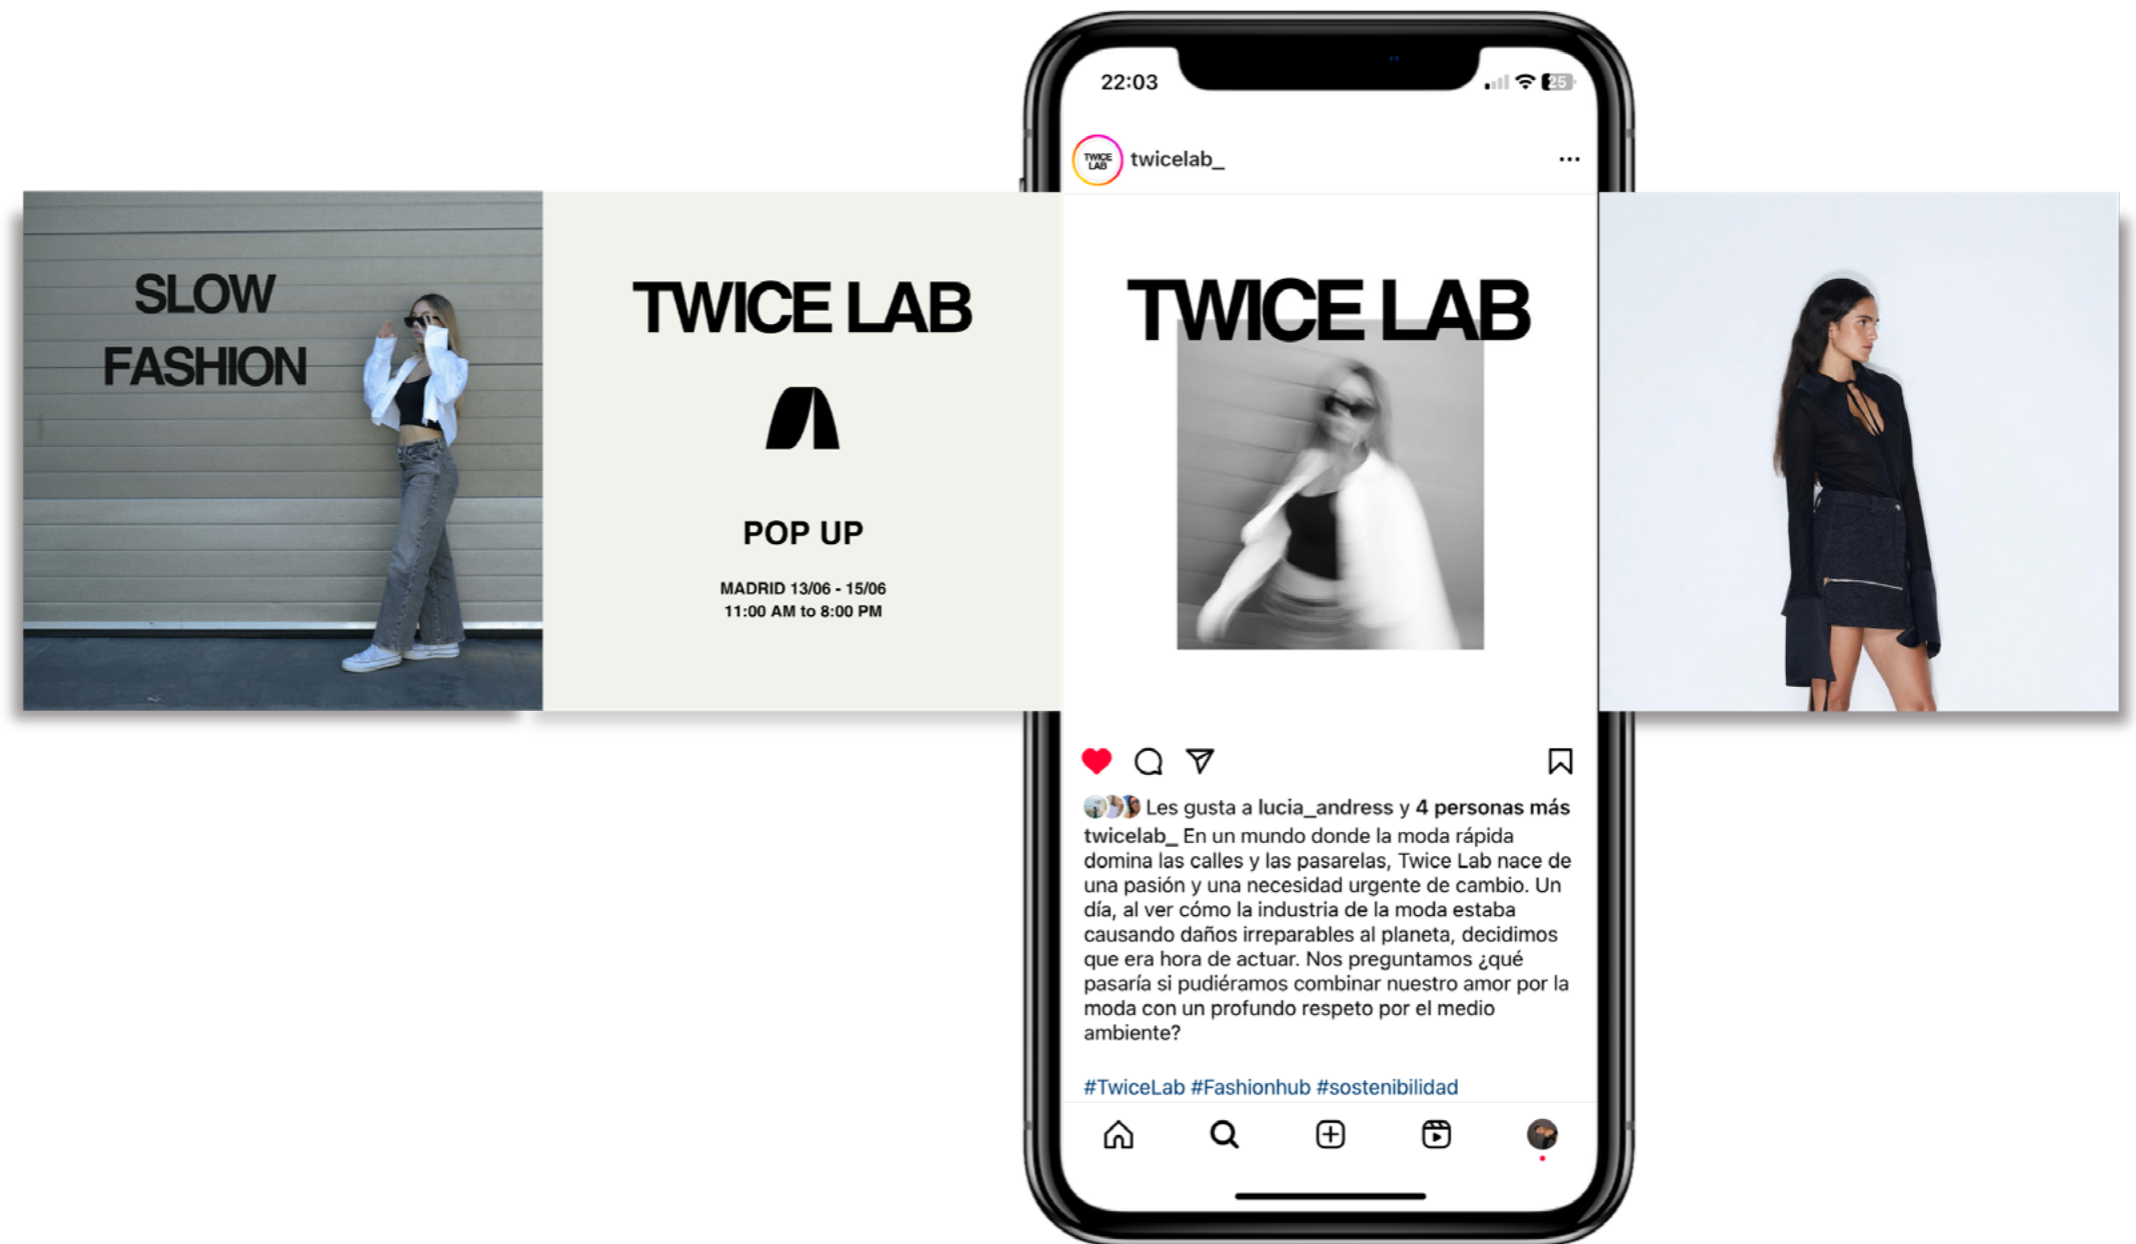 SLOW
FASHION
TWICE LAB
POP UP
MADRID 13/06 - 15/06
11:00 AM to 8:00 PM
22:03
25
TWICE
LAB
twicelab_
TWICE LAB
Les gusta a lucia_andress y 4 personas más
twicelab_ En un mundo donde la moda rápida
domina las calles y las pasarelas, Twice Lab nace de
una pasión y una necesidad urgente de cambio. Un
día, al ver cómo la industria de la moda estaba
causando daños irreparables al planeta, decidimos
que era hora de actuar. Nos preguntamos ¿qué
pasaría si pudiéramos combinar nuestro amor por la
moda con un profundo respeto por el medio
ambiente?
#TwiceLab #Fashionhub #sostenibilidad